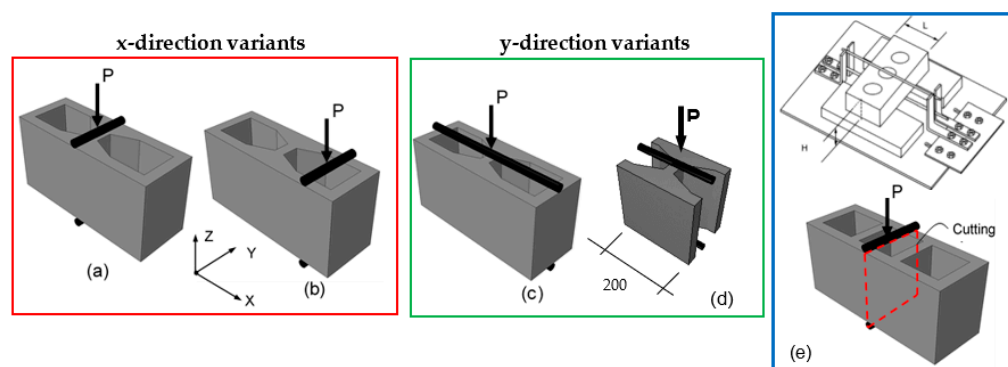 x-direction variants
y-direction variants
P
P
(a)
Z
Y
X
(b)
P
P
(c)
200
(d)
L
H
P
Cutting
(e)